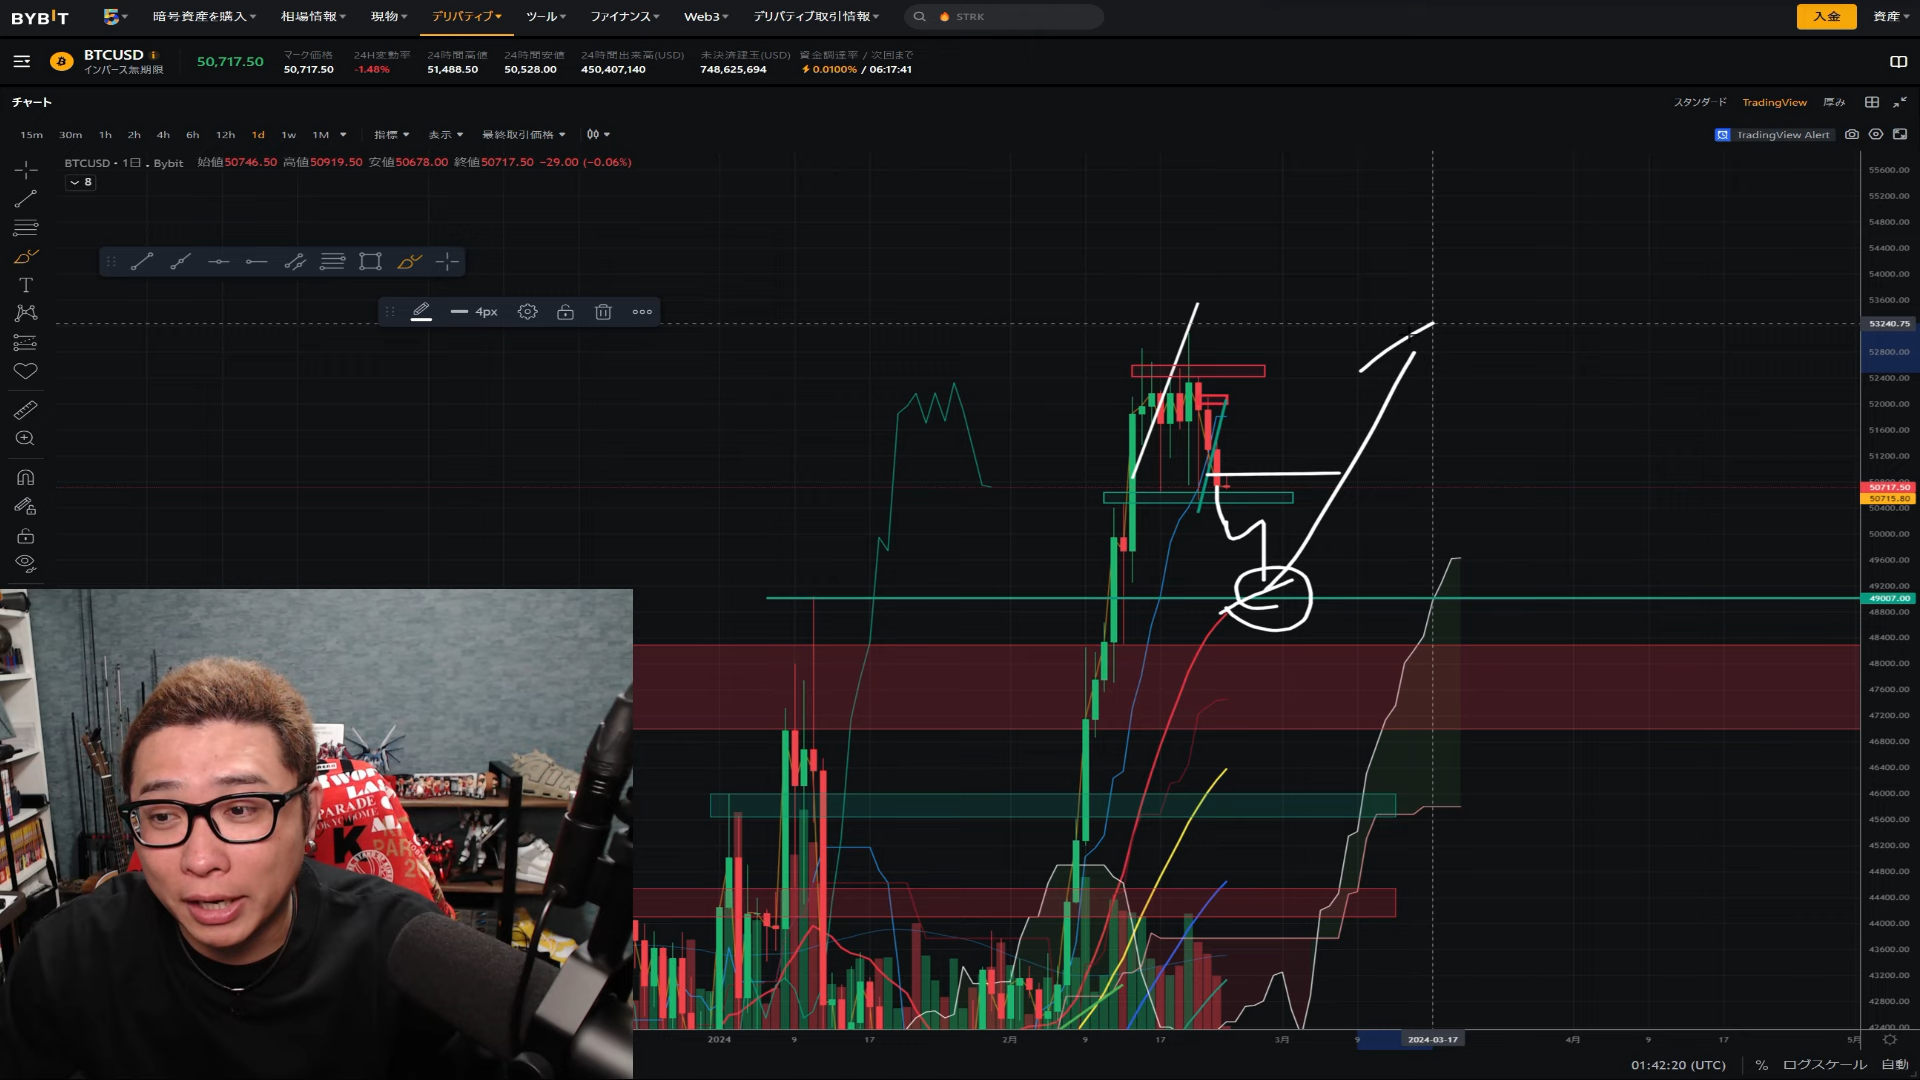 BYBIT
暗号資産を購入
相場情報
現物
デリバティブ
ツール
ファイナンス
Web3
デリバティブ取引情報
STRK
入金
資産
BTCUSD
インバース無期限
50,717.50
マーク価格
50,717.50
24H変動率
-1.48%
24時間高値
51,488.50
24時間安値
50,528.00
24時間出来高(USD)
450,407,140
未決済建玉(USD)
748,625,694
資金調達率 / 次回まで
0.0100% / 06:17:41
チャート
スタンダード
TradingView
厚み
15m 30m 1h 2h 4h 6h 12h 1d 1w 1M
指標
表示
最終取引価格
TradingView Alert
BTCUSD・1日 . Bybit 始値50746.50 高値50919.50 安値50678.00 終値50717.50 −29.00 (−0.06%)
8
4px
55600.00
55200.00
54800.00
54400.00
54000.00
53600.00
53240.75
52800.00
52400.00
52000.00
51600.00
51200.00
50717.50
50715.80
50400.00
50000.00
49600.00
49200.00
49007.00
48800.00
48400.00
48000.00
47600.00
47200.00
46800.00
46400.00
46000.00
45600.00
45200.00
44800.00
44400.00
44000.00
43600.00
43200.00
42800.00
42400.00
PARADE
TOKYO DOME
K
2024 9 17 2月 9 17 3月 9 2024-03-17 4月 17 5月
01:42:20 (UTC)
%
ログスケール
自動